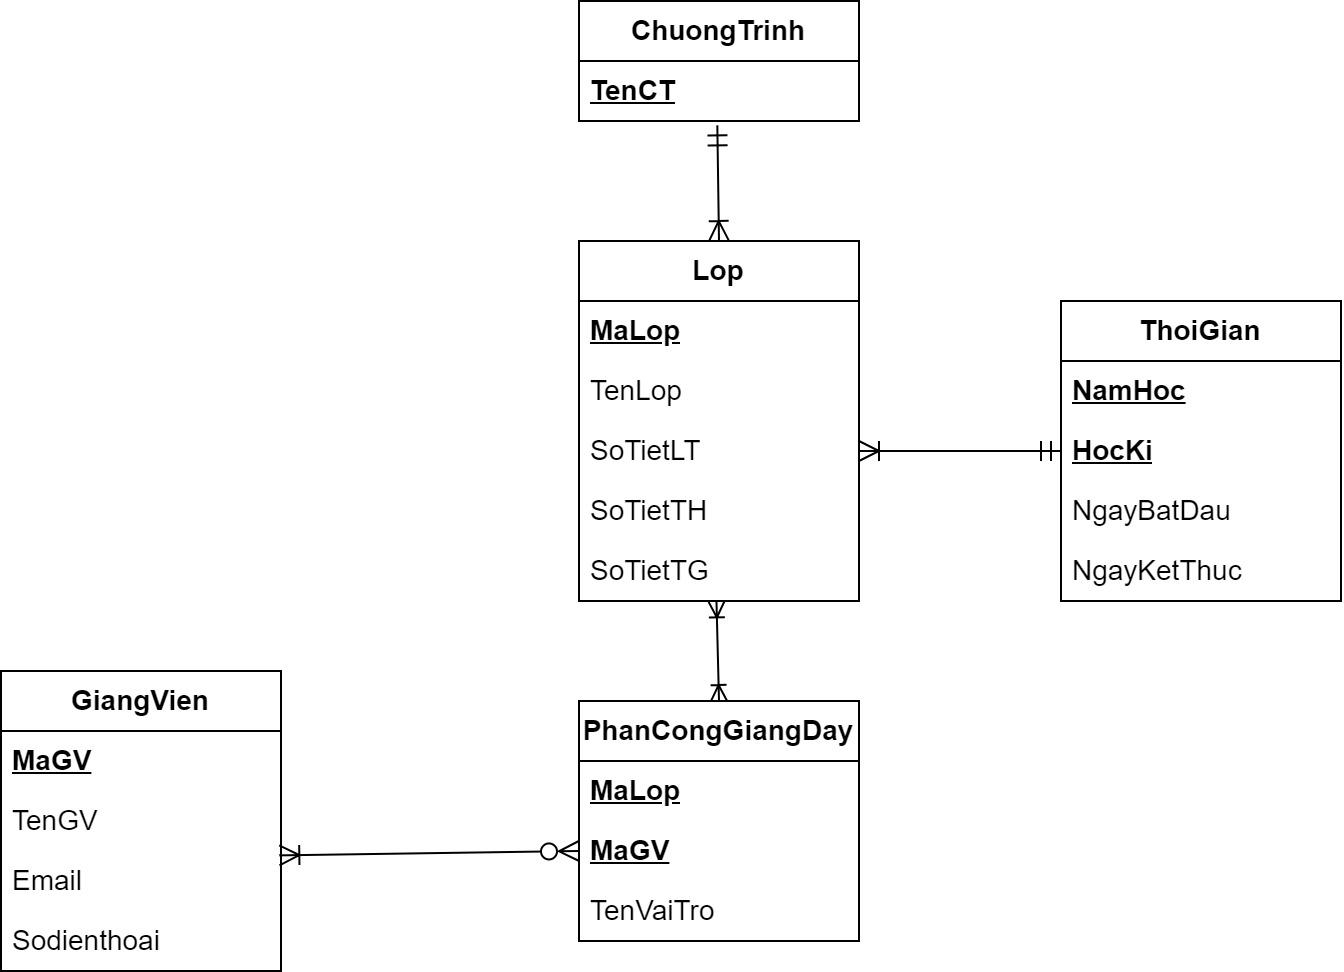 ChuongTrinh
TenCT
Lop
MaLop
TenLop
SoTietLT
SoTietTH
SoTietTG
ThoiGian
NamHoc
HocKi
NgayBatDau
NgayKetThuc
GiangVien
MaGV
TenGV
Email
Sodienthoai
PhanCongGiangDay
MaLop
MaGV
TenVaiTro